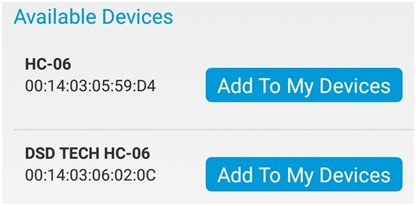 Available Devices
HC-06
00:14:03:05:59:D4
Add To My Devices
DSD TECH HC-06
00:14:03:06:02:0C
Add To My Devices